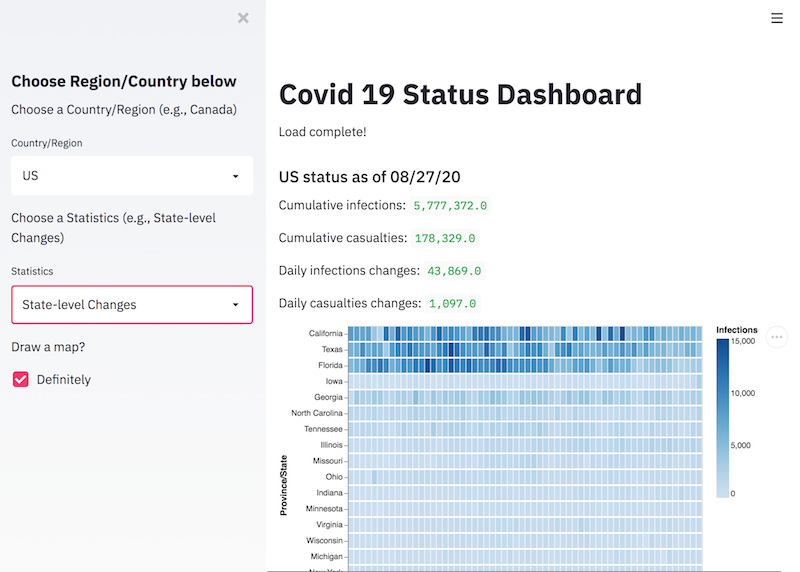 Choose Region/Country below
Choose a Country/Region (e.g., Canada)
Country/Region
US
Choose a Statistics (e.g., State-level
Changes)
Statistics
State-level Changes
Draw a map?
Definitely
Covid 19 Status Dashboard
Load complete!
US status as of 08/27/20
Cumulative infections: 5,777,372.0
Cumulative casualties: 178,329.0
Daily infections changes: 43,869.0
Daily casualties changes: 1,097.0
Province/State
California
Texas
Florida
Iowa
Georgia
North Carolina
Tennessee
Illinois
Missouri
Ohio
Indiana
Minnesota
Virginia
Wisconsin
Michigan
New York
Infections
15,000
10,000
5,000
0